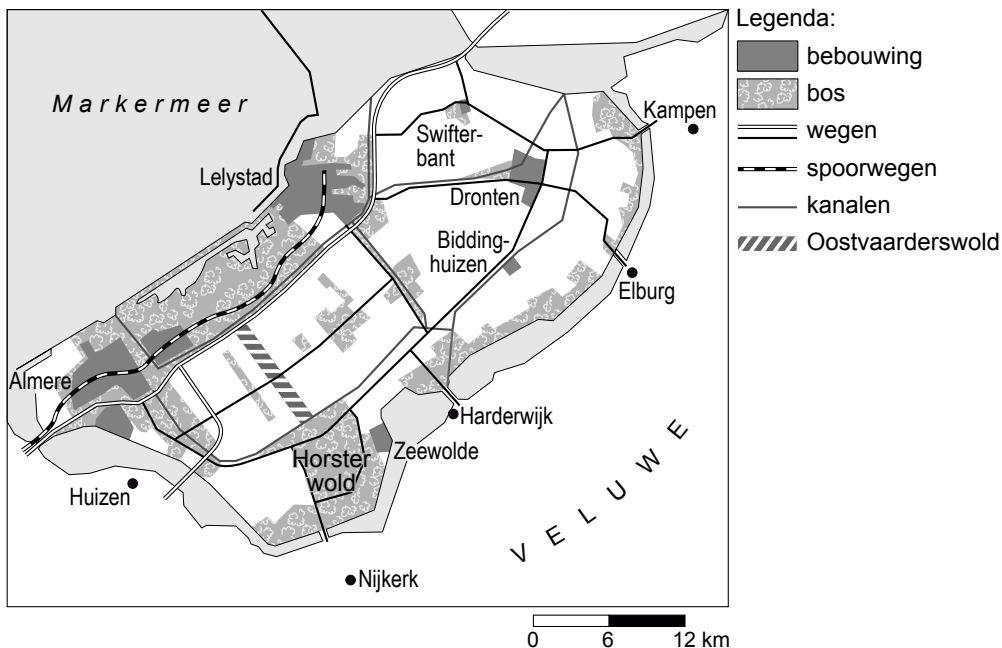 Legenda:
bebouwing
bos
wegen
spoorwegen
kanalen
Oostvaarderswold
Markermeer
Kampen
Swifter-
bant
Lelystad
Dronten
Bidding-
huizen
Elburg
Almere
Harderwijk
Zeewolde
Horster
wold
Huizen
VELUWE
Nijkerk
0 6 12 km